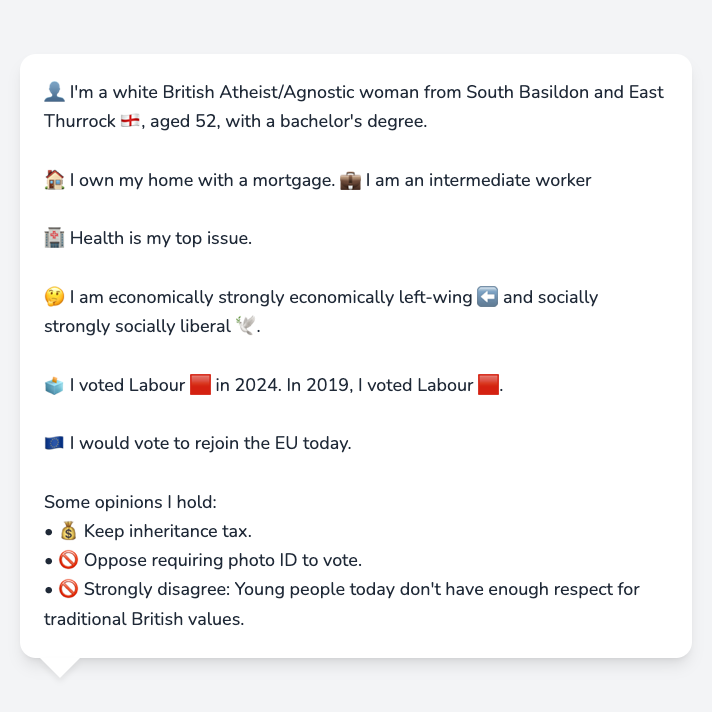 👤 I'm a white British Atheist/Agnostic woman from South Basildon and East
Thurrock 🏴󠁧󠁢󠁥󠁮󠁧󠁿, aged 52, with a bachelor's degree.
🏠 I own my home with a mortgage. 💼 I am an intermediate worker
🏥 Health is my top issue.
🤔 I am economically strongly economically left-wing ⬅️ and socially
strongly socially liberal 🕊️.
🗳️ I voted Labour 🟥 in 2024. In 2019, I voted Labour 🟥.
🇪🇺 I would vote to rejoin the EU today.
Some opinions I hold:
• 💰 Keep inheritance tax.
• 🚫 Oppose requiring photo ID to vote.
• 🚫 Strongly disagree: Young people today don't have enough respect for
traditional British values.